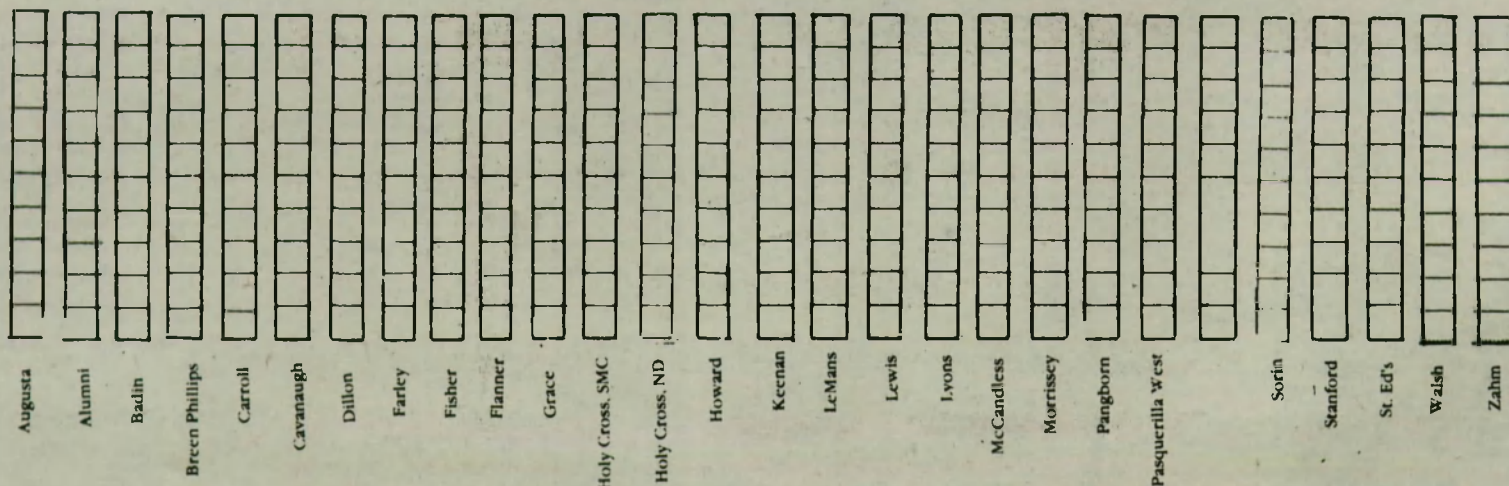 Augusta
Alumni
Badin
Breen Phillips
Carroll
Cavanaugh
Dillon
Farley
Fisher
Flanner
Grace
Holy Cross, SMC
Holy Cross, ND
Howard
Keenan
LeMans
Lewis
Lyons
McCandless
Morrissey
Pangborn
Pasquerilla West
Sorin
Stanford
St. Ed's
Walsh
Zahm